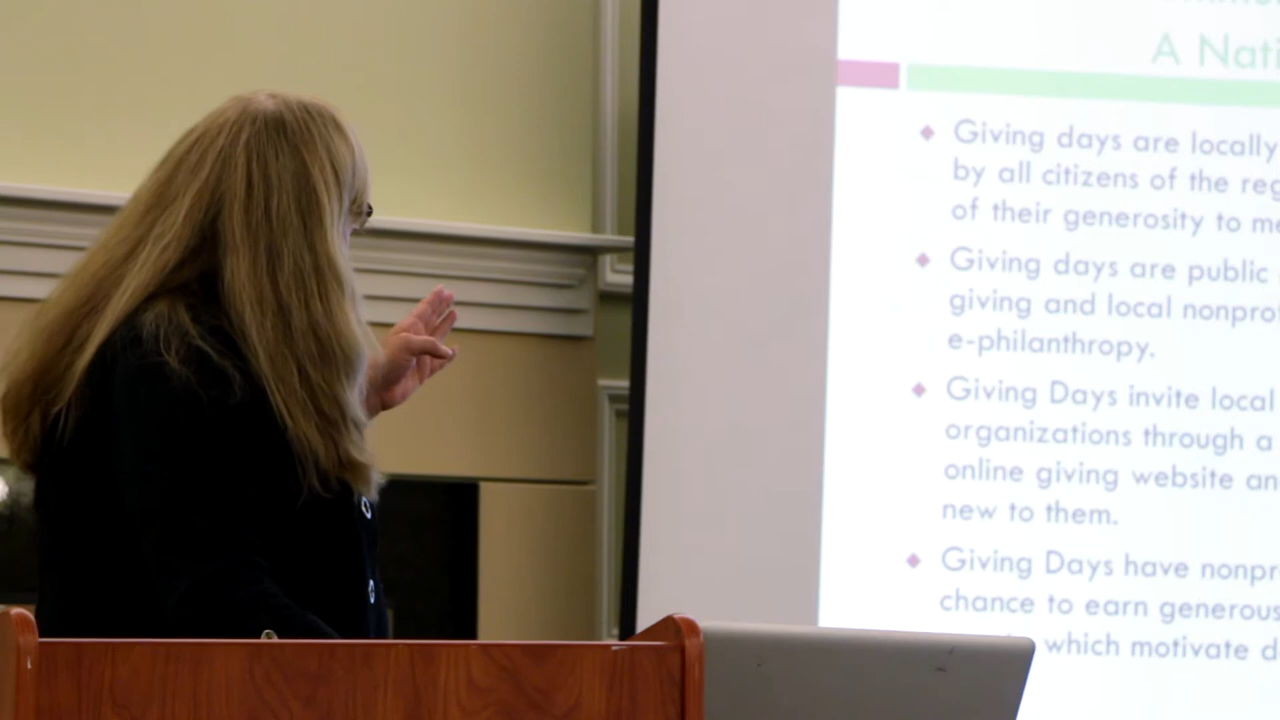 A Nati
Giving days are locally
by all citizens of the reg
of their generosity to me
Giving days are public
giving and local nonprof
e-philanthropy.
Giving Days invite local
organizations through a
online giving website an
new to them.
Giving Days have nonpr
chance to earn generous
which motivate d